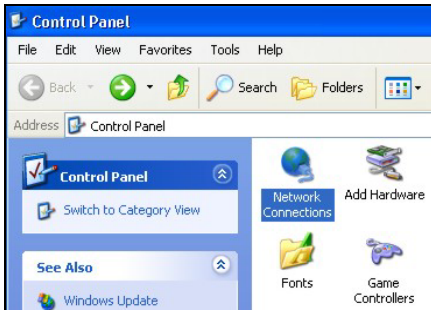 Control Panel
File Edit View Favorites Tools Help
Back Search Folders
Address Control Panel
Control Panel
Switch to Category View
See Also
Windows Update
Network Connections
Add Hardware
Fonts
Game Controllers